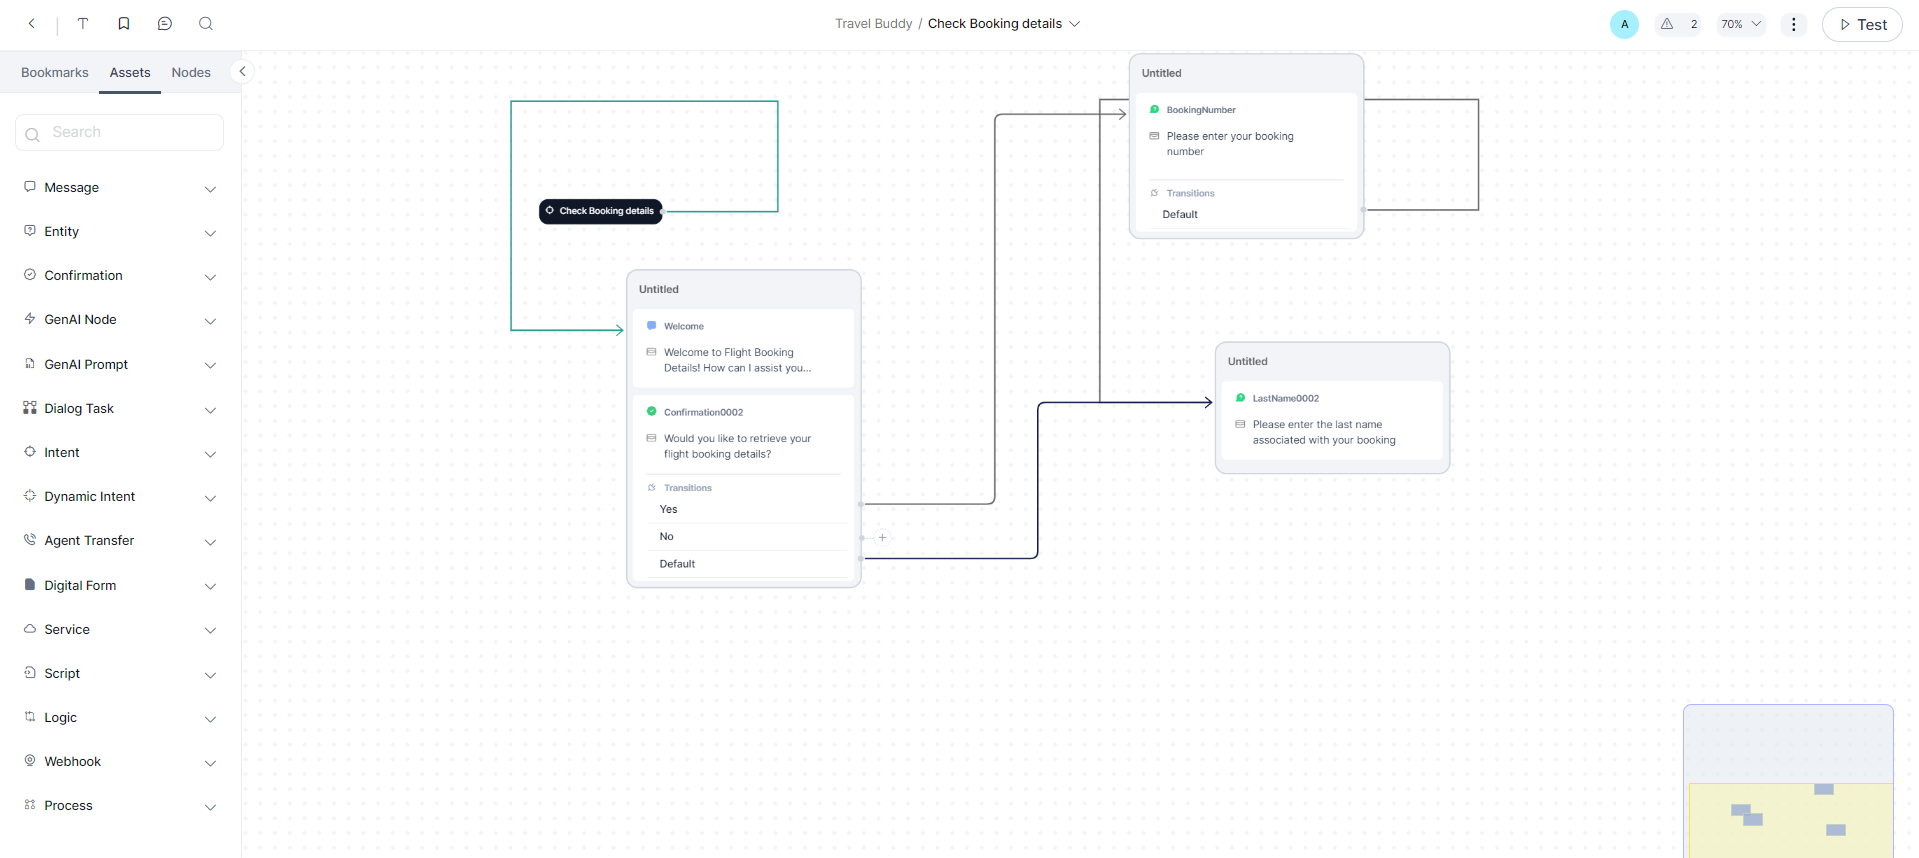 Travel Buddy / Check Booking details
A
2
70%
Test
Bookmarks
Assets
Nodes
Search
Message
Entity
Confirmation
GenAI Node
GenAI Prompt
Dialog Task
Intent
Dynamic Intent
Agent Transfer
Digital Form
Service
Script
Logic
Webhook
Process
Check Booking details
Untitled
Welcome
Welcome to Flight Booking
Details! How can I assist you...
Confirmation0002
Would you like to retrieve your
flight booking details?
Transitions
Yes
No
Default
Untitled
BookingNumber
Please enter your booking
number
Transitions
Default
Untitled
LastName0002
Please enter the last name
associated with your booking